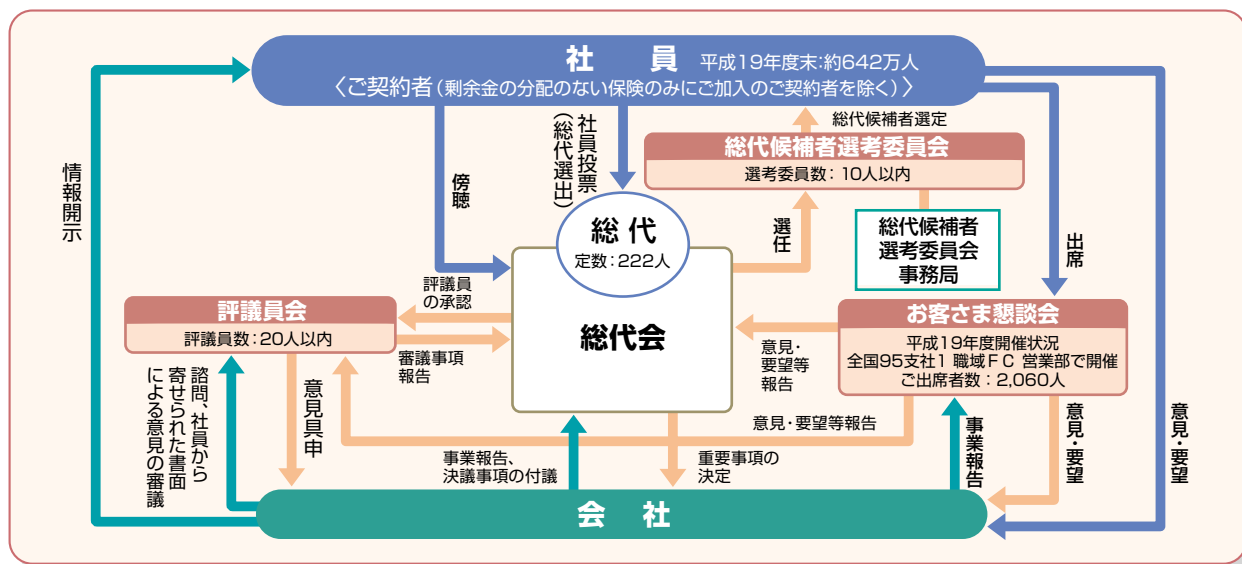 社 員 平成19年度末:約642万人
〈ご契約者(剰余金の分配のない保険のみにご加入のご契約者を除く)〉
情報開示
傍聴
社員投票
(総代選出)
総代候補者選定
総代候補者選考委員会
選考委員数:10人以内
選任
総代候補者
選考委員会
事務局
出席
意見・要望
総 代
定数:222人
総代会
評議員
の承認
評議員会
評議員数:20人以内
審議事項
報告
お客さま懇談会
平成19年度開催状況
全国95支社1 職域FC 営業部で開催
ご出席者数:2,060人
意見・
要望等
報告
諮問、社員から
寄せられた書面
による意見の審議
意見具申
意見・要望等報告
事業報告、
決議事項の付議
重要事項の
決定
事業報告
意見・要望
会 社